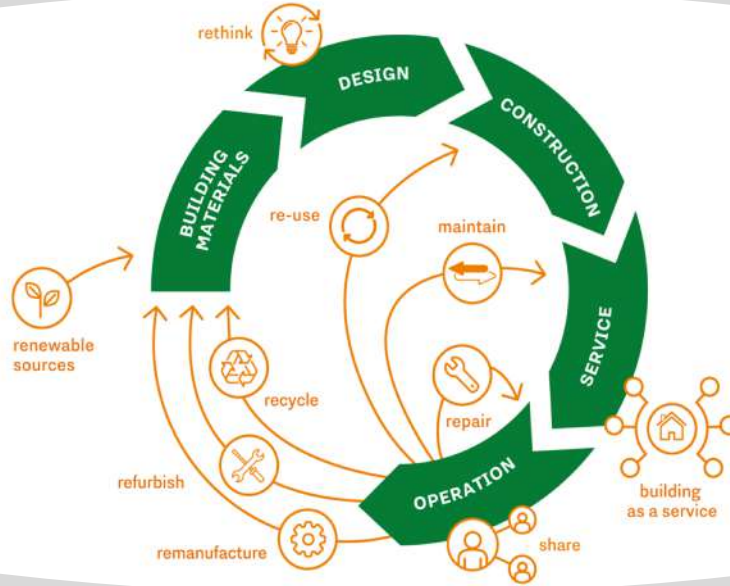 rethink
DESIGN
CONSTRUCTION
BUILDING
MATERIALS
re-use
maintain
renewable
sources
SERVICE
recycle
repair
refurbish
OPERATION
building
as a service
remanufacture
share